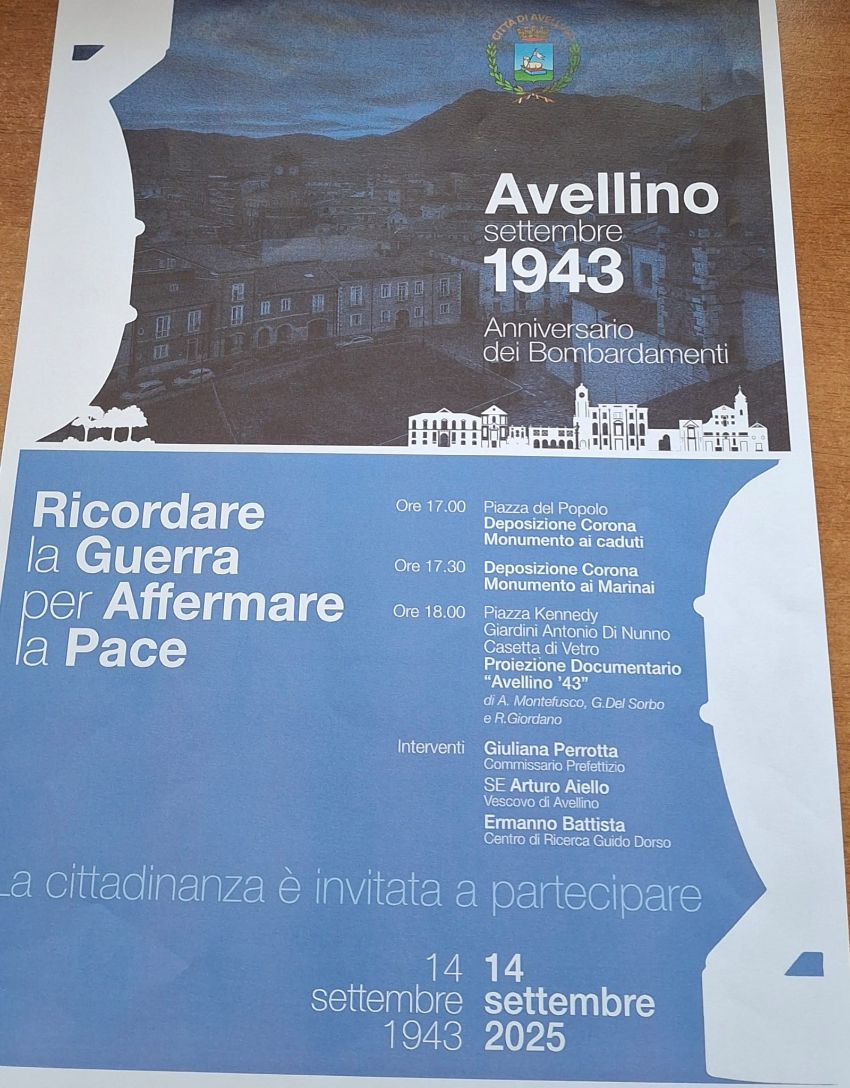 CITTÀ DI AVELLINO
Avellino
settembre
1943
Anniversario
dei Bombardamenti
Ricordare
la Guerra
per Affermare
la Pace
Ore 17.00 Piazza del Popolo
Deposizione Corona
Monumento ai caduti
Ore 17.30 Deposizione Corona
Monumento ai Marinai
Ore 18.00 Piazza Kennedy
Giardini Antonio Di Nunno
Casetta di Vetro
Proiezione Documentario
“Avellino ’43”
di A. Montefusco, G.Del Sorbo
e R.Giordano
Interventi Giuliana Perrotta
Commissario Prefettizio
SE Arturo Aiello
Vescovo di Avellino
Ermanno Battista
Centro di Ricerca Guido Dorso
La cittadinanza è invitata a partecipare
14
settembre
1943
14
settembre
2025